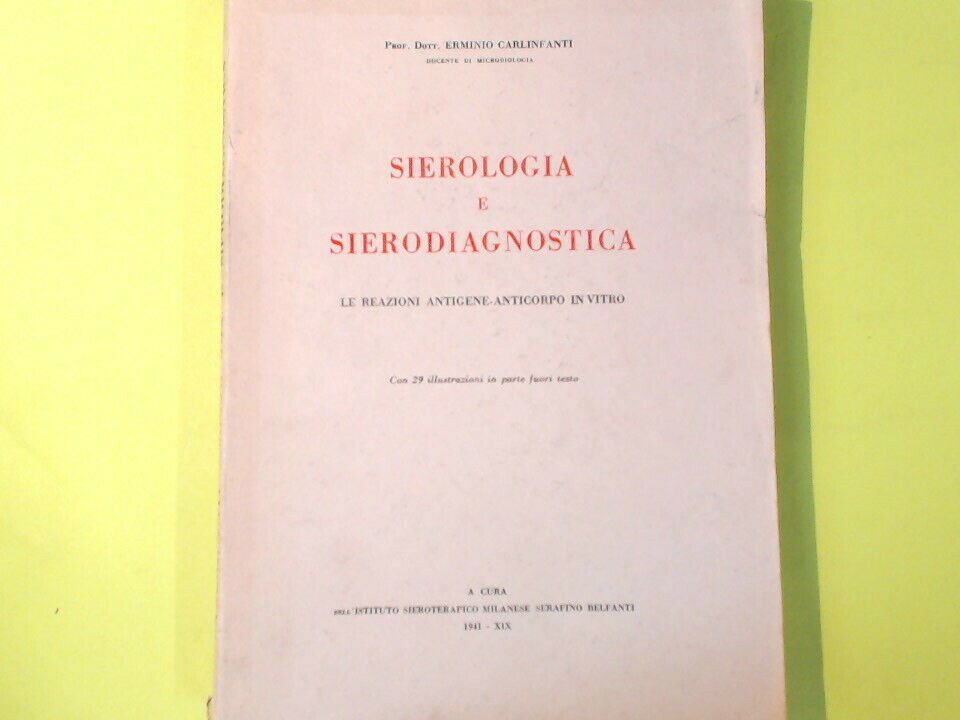 Prof. Dott. ERMINIO CARLINFANTI
DOCENTE DI MICROBIOLOGIA
SIEROLOGIA
E
SIERODIAGNOSTICA
LE REAZIONI ANTIGENE-ANTICORPO IN VITRO
Con 29 illustrazioni in parte fuori testo
A CURA
DELL'ISTITUTO SIEROTERAPICO MILANESE SERAFINO BELFANTI
1941 - XIX